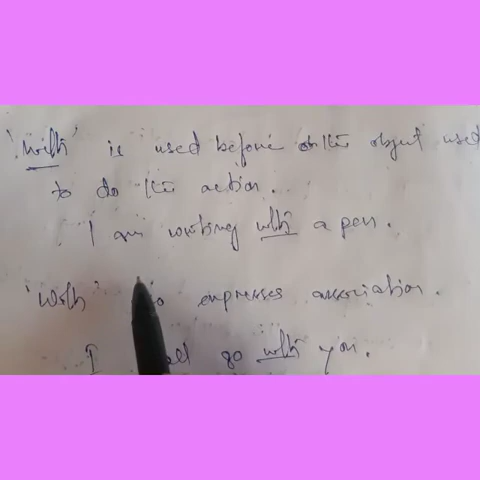 'With' is used before the object used
to do the action.
I am writing with a pen.
'With' expresses association.
I go with you.